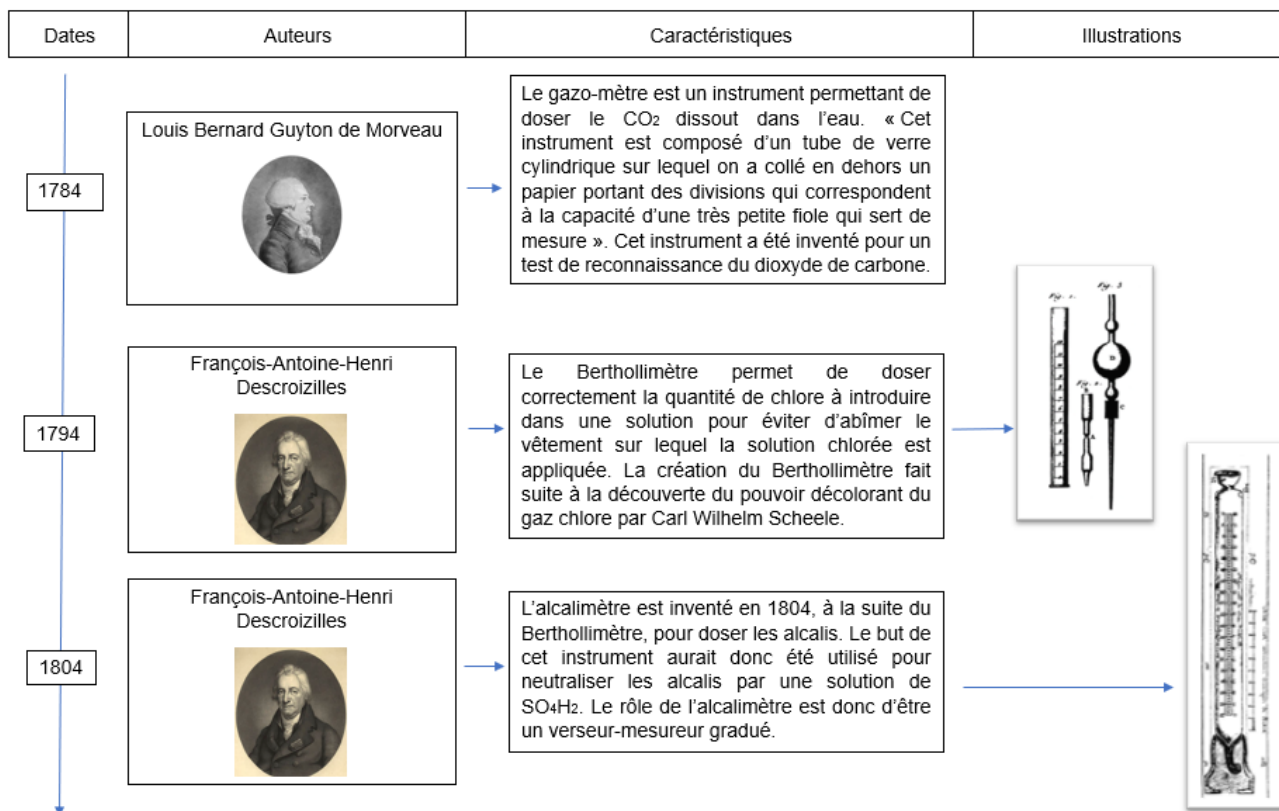 Dates
Auteurs
Caractéristiques
Illustrations
1784
Louis Bernard Guyton de Morveau
Le gazo-mètre est un instrument permettant de
doser le CO₂ dissout dans l’eau. « Cet
instrument est composé d’un tube de verre
cylindrique sur lequel on a collé en dehors un
papier portant des divisions qui correspondent
à la capacité d’une très petite fiole qui sert de
mesure ». Cet instrument a été inventé pour un
test de reconnaissance du dioxyde de carbone.
1794
François-Antoine-Henri
Descroizilles
Le Berthollimètre permet de doser
correctement la quantité de chlore à introduire
dans une solution pour éviter d’abîmer le
vêtement sur lequel la solution chlorée est
appliquée. La création du Berthollimètre fait
suite à la découverte du pouvoir décolorant du
gaz chlore par Carl Wilhelm Scheele.
1804
François-Antoine-Henri
Descroizilles
L’alcalimètre est inventé en 1804, à la suite du
Berthollimètre, pour doser les alcalis. Le but de
cet instrument aurait donc été utilisé pour
neutraliser les alcalis par une solution de
SO₄H₂. Le rôle de l’alcalimètre est donc d’être
un verseur-mesureur gradué.